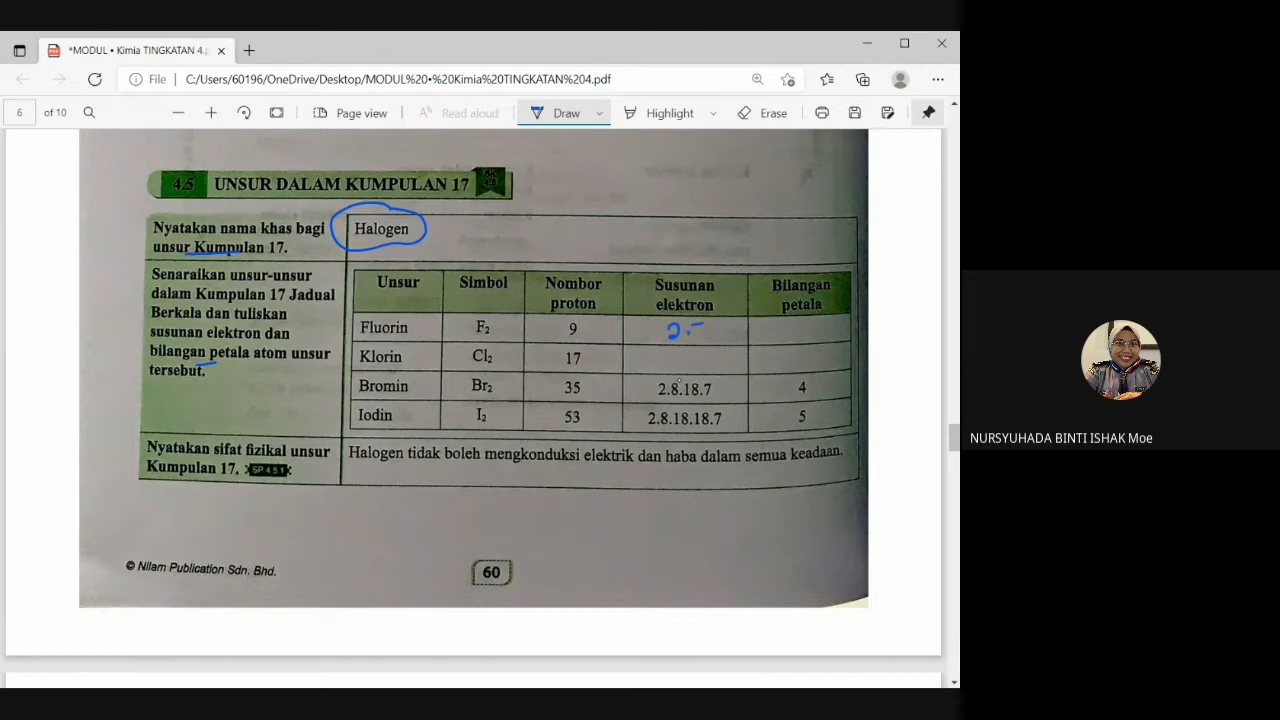 *MODUL • Kimia TINGKATAN 4.p
File
C:/Users/60196/OneDrive/Desktop/MODUL%20•%20Kimia%20TINGKATAN%204.pdf
6 of 10
Page view
Read aloud
Draw
Highlight
Erase
4.5 UNSUR DALAM KUMPULAN 17
Nyatakan nama khas bagi
unsur Kumpulan 17.
Halogen
Senaraikan unsur-unsur
dalam Kumpulan 17 Jadual
Berkala dan tuliskan
susunan elektron dan
bilangan petala atom unsur
tersebut.
Unsur Simbol Nombor proton Susunan elektron Bilangan petala
Fluorin F₂ 9
Klorin Cl₂ 17
Bromin Br₂ 35 2.8.18.7 4
Iodin I₂ 53 2.8.18.18.7 5
Nyatakan sifat fizikal unsur
Kumpulan 17. SP 4.5.1
Halogen tidak boleh mengkonduksi elektrik dan haba dalam semua keadaan.
© Nilam Publication Sdn. Bhd.
60
NURSYUHADA BINTI ISHAK Moe